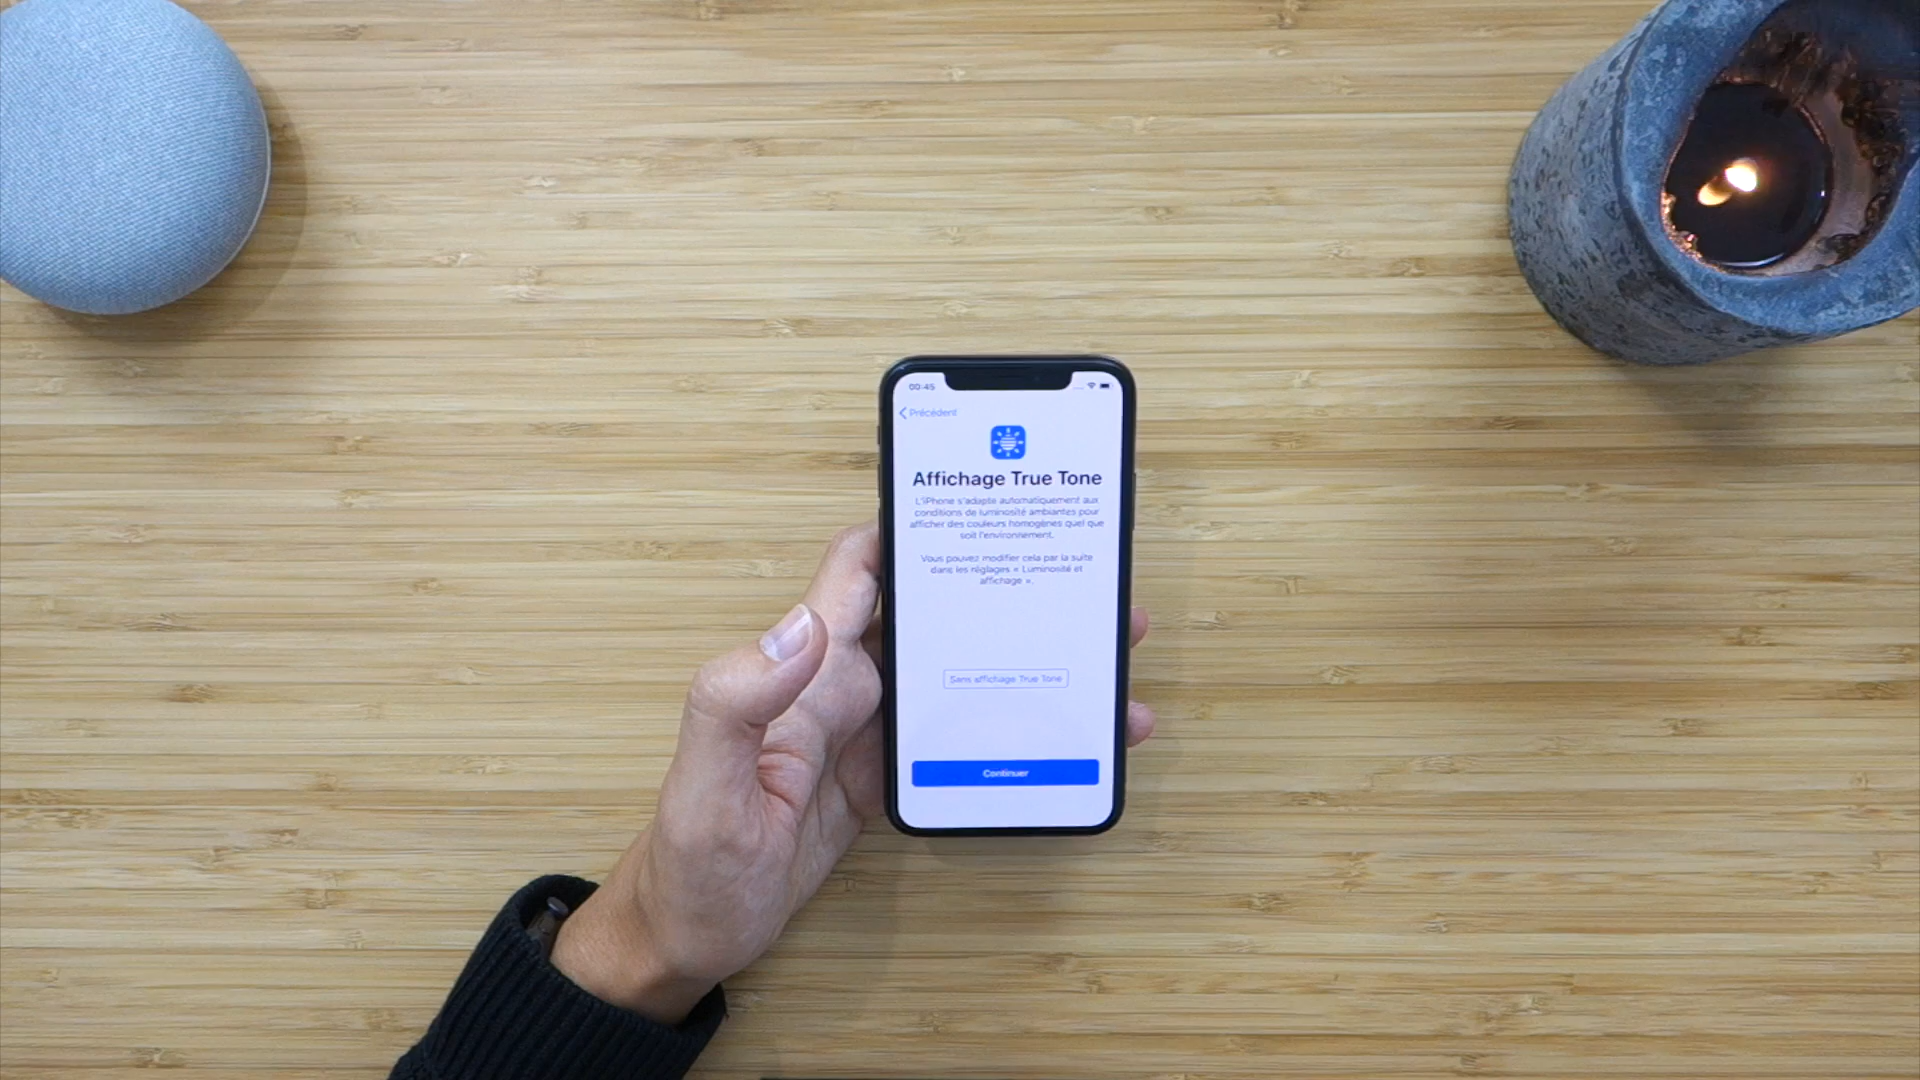 00:45
Précédent
Affichage True Tone
L'iPhone s'adapte automatiquement aux
conditions de luminosité ambiantes pour
afficher des couleurs homogènes quel que
soit l'environnement.
Vous pouvez modifier cela par la suite
dans les réglages « Luminosité et
affichage ».
Sans affichage True Tone
Continuer